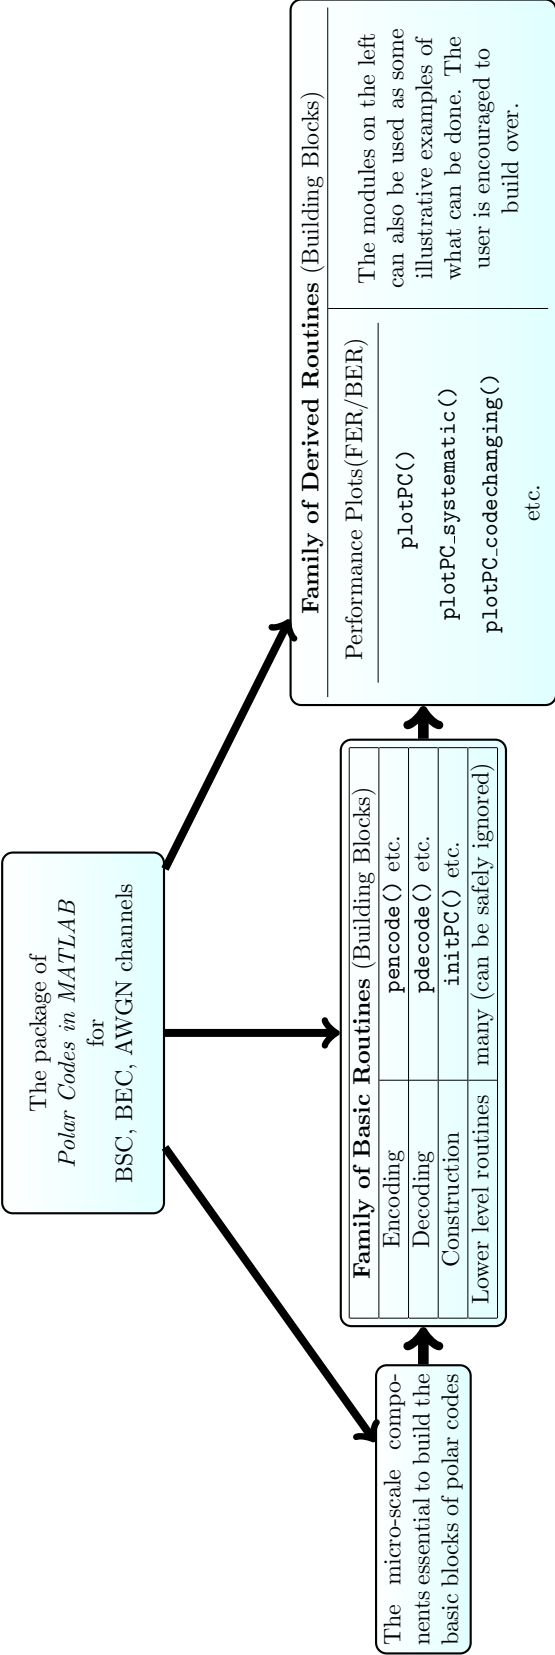 The package of
Polar Codes in MATLAB
for
BSC, BEC, AWGN channels
The micro-scale compo-
nents essential to build the
basic blocks of polar codes
Family of Basic Routines (Building Blocks)
Encoding pencode() etc.
Decoding pdecode() etc.
Construction initPC() etc.
Lower level routines many (can be safely ignored)
Family of Derived Routines (Building Blocks)
Performance Plots(FER/BER)
plotPC()
plotPC_systematic()
plotPC_codechanging()
etc.
The modules on the left
can also be used as some
illustrative examples of
what can be done. The
user is encouraged to
build over.